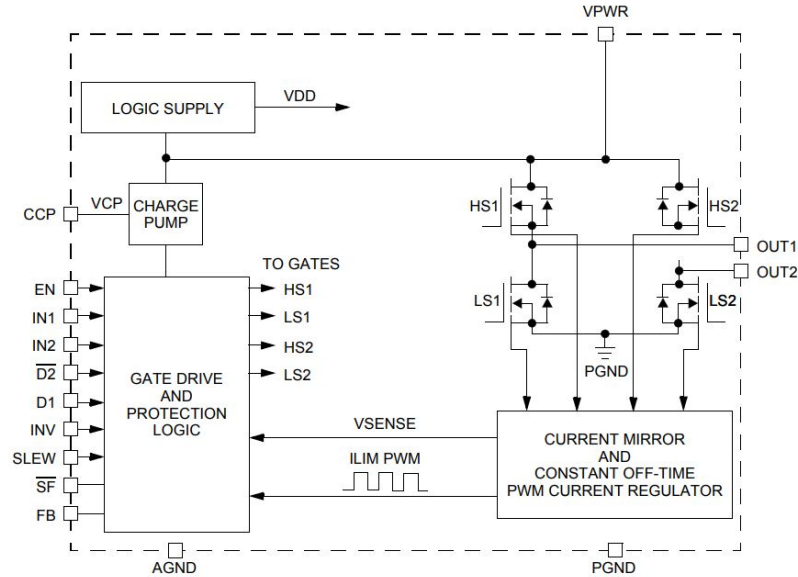 VPWR
LOGIC SUPPLY
VDD
CCP
VCP
CHARGE
PUMP
HS1
HS2
OUT1
OUT2
TO GATES
EN
HS1
IN1
LS1
IN2
HS2
D2
LS2
D1
INV
SLEW
SF
FB
GATE DRIVE
AND
PROTECTION
LOGIC
LS1
LS2
PGND
VSENSE
ILIM PWM
CURRENT MIRROR
AND
CONSTANT OFF-TIME
PWM CURRENT REGULATOR
AGND
PGND